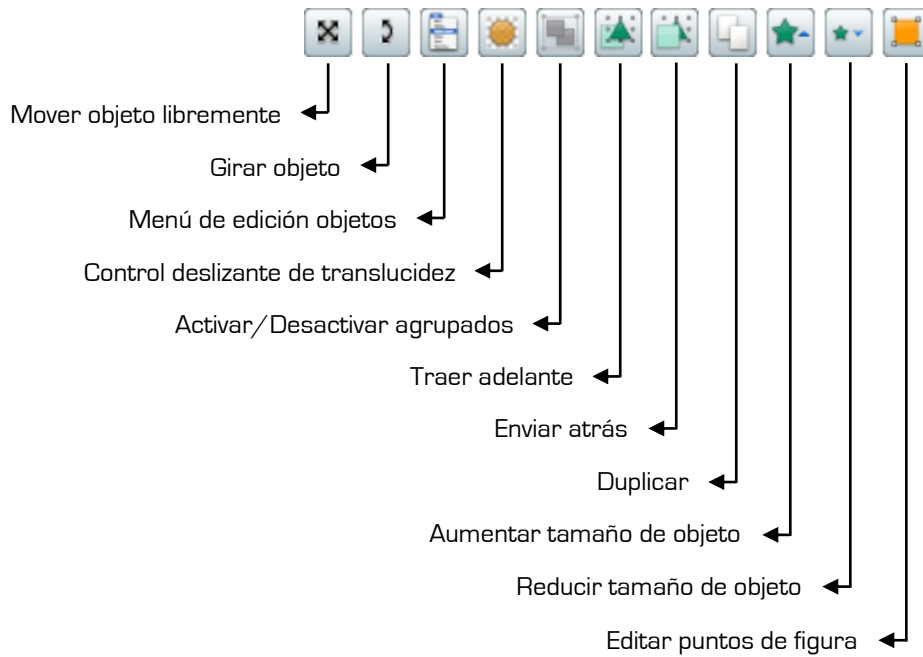 Mover objeto libremente
Girar objeto
Menú de edición objetos
Control deslizante de translucidez
Activar/Desactivar agrupados
Traer adelante
Enviar atrás
Duplicar
Aumentar tamaño de objeto
Reducir tamaño de objeto
Editar puntos de figura